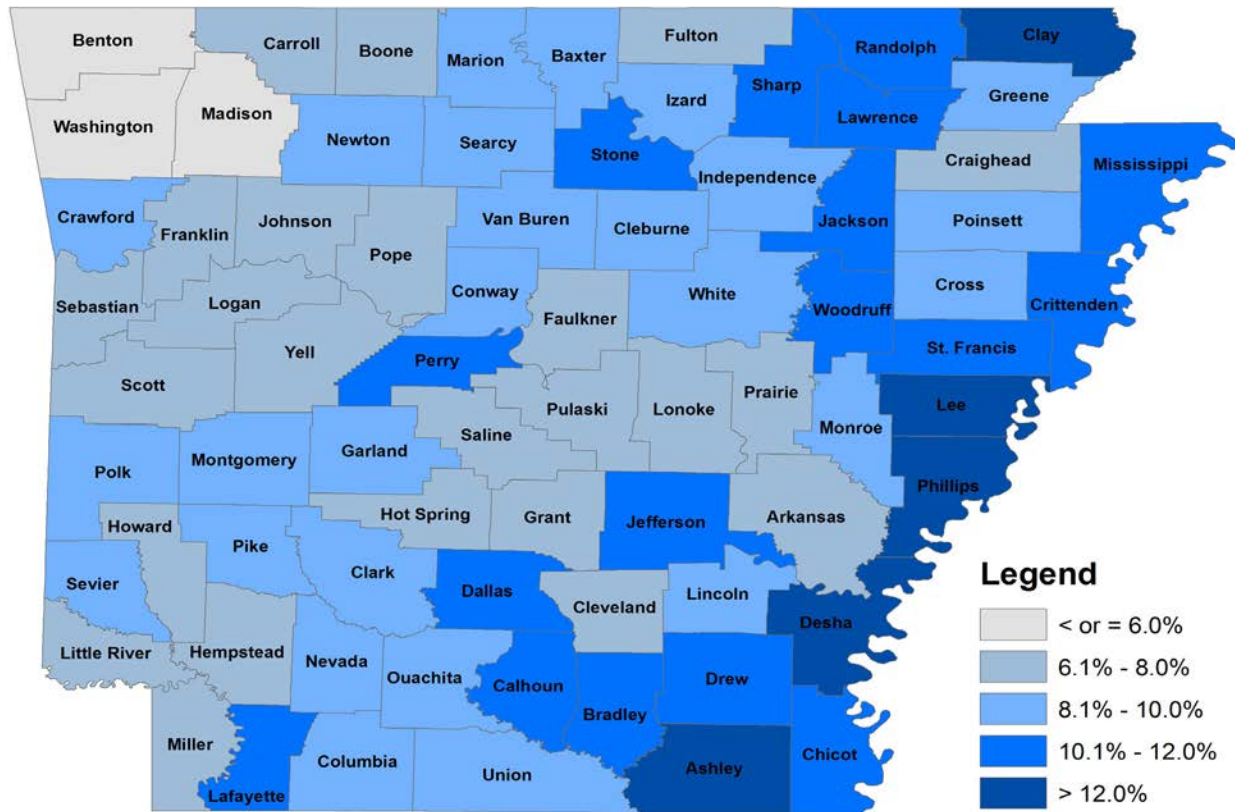 Benton
Carroll
Boone
Marion
Baxter
Fulton
Randolph
Clay
Sharp
Izard
Greene
Washington
Madison
Lawrence
Newton
Searcy
Stone
Craighead
Mississippi
Independence
Crawford
Franklin
Johnson
Van Buren
Cleburne
Jackson
Poinsett
Pope
Sebastian
Logan
Conway
Faulkner
White
Woodruff
Cross
Crittenden
Yell
Perry
St. Francis
Scott
Pulaski
Lonoke
Prairie
Lee
Saline
Monroe
Polk
Montgomery
Garland
Phillips
Howard
Hot Spring
Grant
Jefferson
Arkansas
Pike
Clark
Sevier
Dallas
Cleveland
Lincoln
Desha
Little River
Hempstead
Nevada
Ouachita
Calhoun
Drew
Bradley
Miller
Columbia
Union
Ashley
Chicot
Lafayette
Legend
< or = 6.0%
6.1% - 8.0%
8.1% - 10.0%
10.1% - 12.0%
> 12.0%